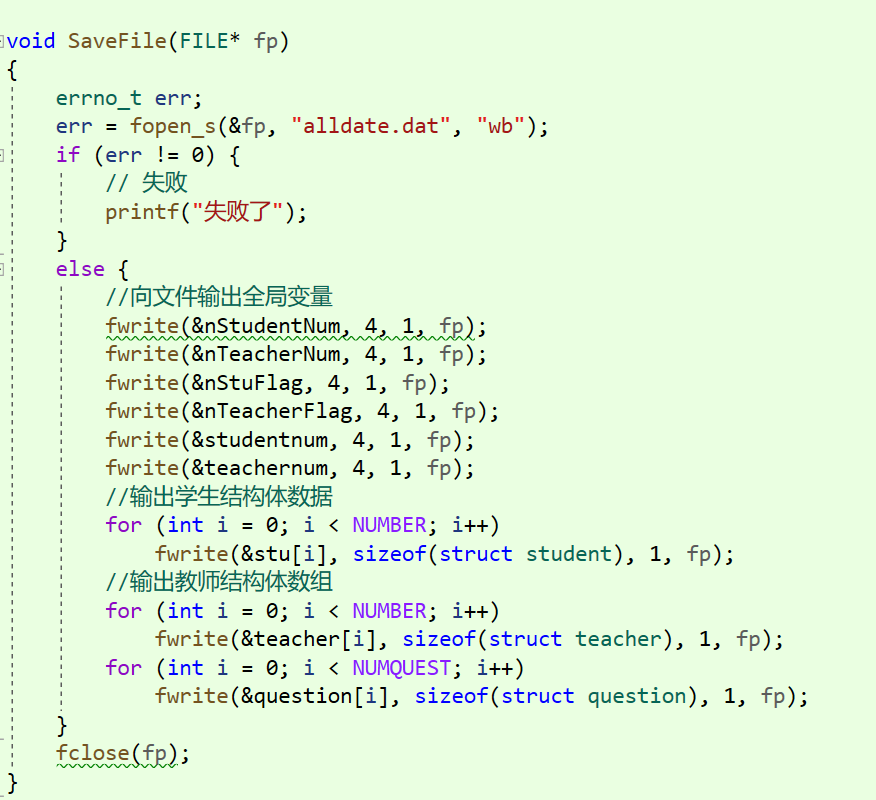 void SaveFile(FILE* fp)
{
    errno_t err;
    err = fopen_s(&fp, "alldate.dat", "wb");
    if (err != 0) {
        // 失败
        printf("失败了");
    }
    else {
        //向文件输出全局变量
        fwrite(&nStudentNum, 4, 1, fp);
        fwrite(&nTeacherNum, 4, 1, fp);
        fwrite(&nStuFlag, 4, 1, fp);
        fwrite(&nTeacherFlag, 4, 1, fp);
        fwrite(&studentnum, 4, 1, fp);
        fwrite(&teachernum, 4, 1, fp);
        //输出学生结构体数据
        for (int i = 0; i < NUMBER; i++)
            fwrite(&stu[i], sizeof(struct student), 1, fp);
        //输出教师结构体数组
        for (int i = 0; i < NUMBER; i++)
            fwrite(&teacher[i], sizeof(struct teacher), 1, fp);
        for (int i = 0; i < NUMQUEST; i++)
            fwrite(&question[i], sizeof(struct question), 1, fp);
    }
    fclose(fp);
}